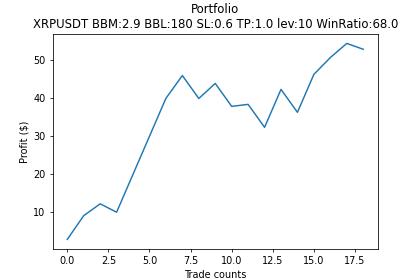 Portfolio
XRPUSDT BBM:2.9 BBL:180 SL:0.6 TP:1.0 lev:10 WinRatio:68.0
50
40
30
20
10
Profit ($)
0.0 2.5 5.0 7.5 10.0 12.5 15.0 17.5
Trade counts